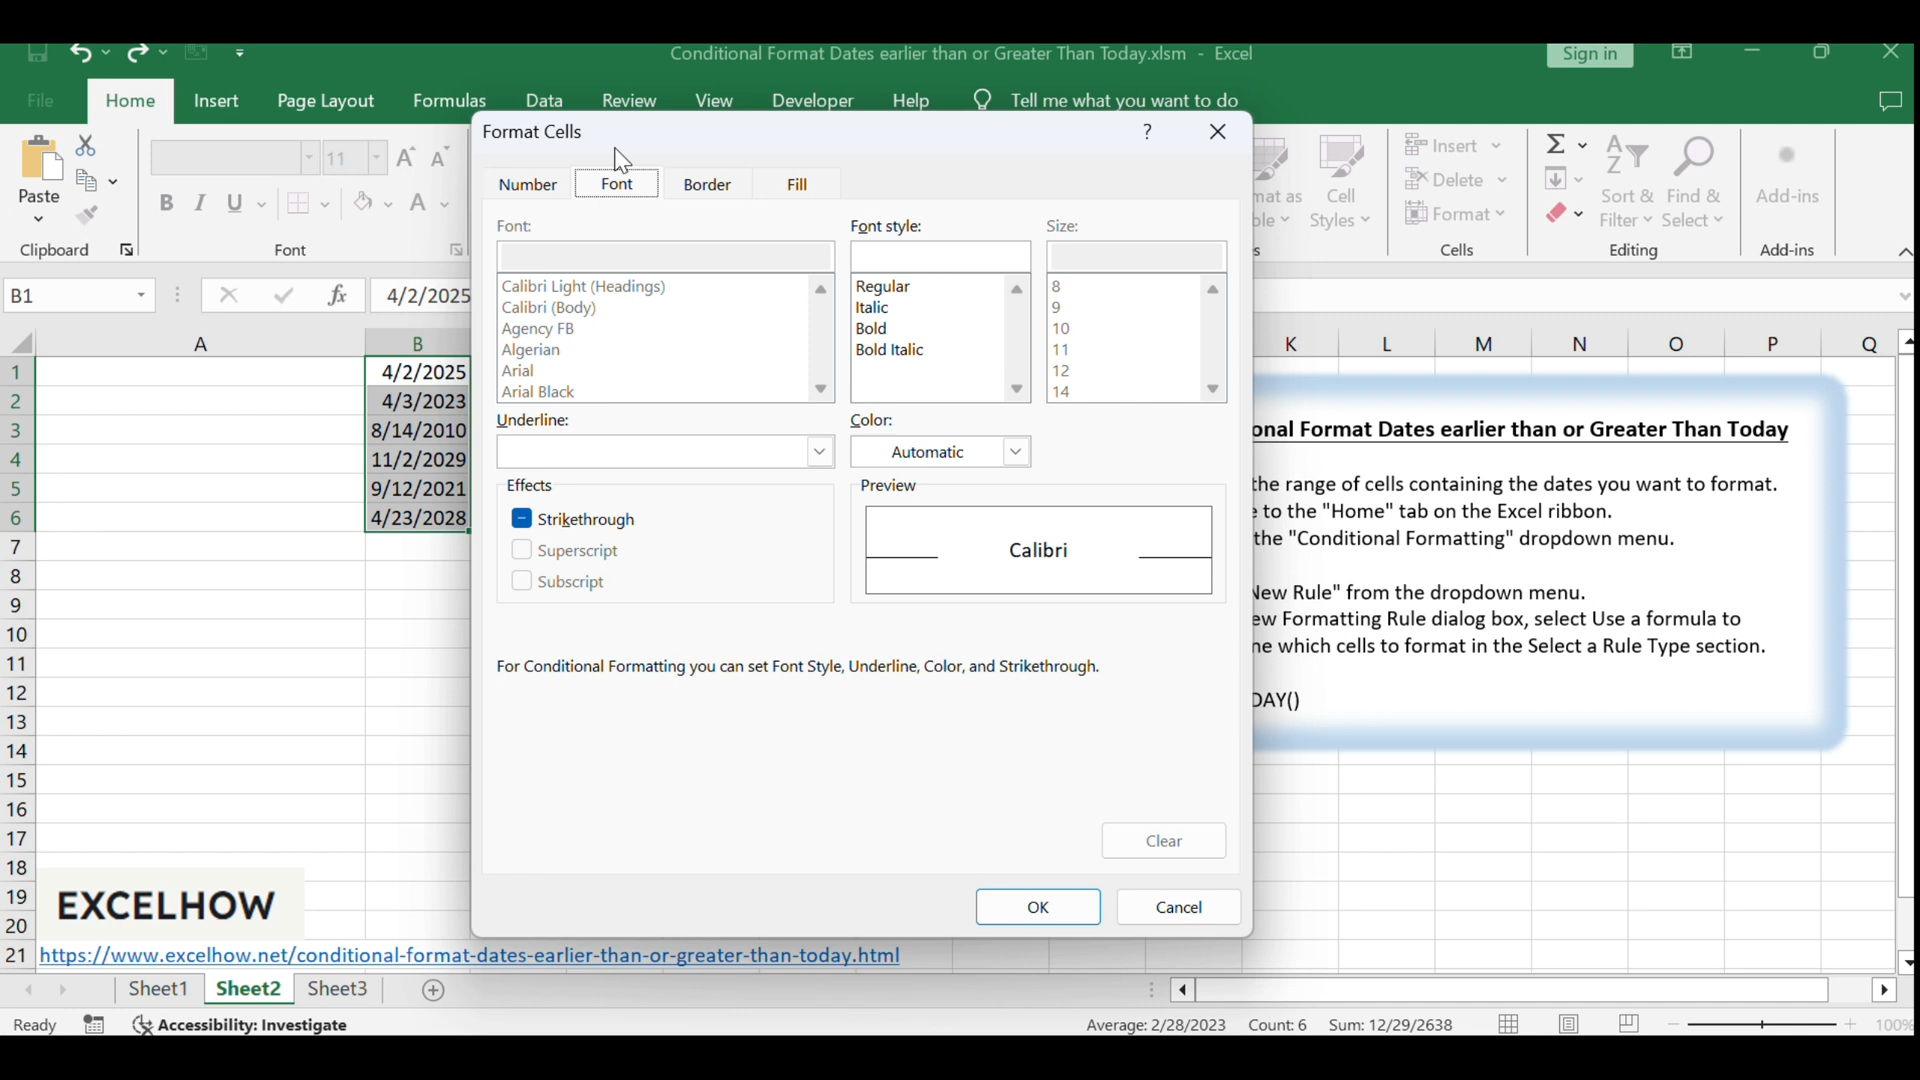 Conditional Format Dates earlier than or Greater Than Today.xlsm - Excel
Sign in
File Home Insert Page Layout Formulas Data Review View Developer Help Tell me what you want to do
Paste
Clipboard
11
B I U A
Font
Format Cells
?
Number Font Border Fill
Font:
Calibri Light (Headings)
Calibri (Body)
Agency FB
Algerian
Arial
Arial Black
Font style:
Regular
Italic
Bold
Bold Italic
Size:
8
9
10
11
12
14
Underline:
Color:
Automatic
Effects
Strikethrough
Superscript
Subscript
Preview
Calibri
For Conditional Formatting you can set Font Style, Underline, Color, and Strikethrough.
Clear
OK Cancel
mat as
ble
Cell
Styles
s
Insert
Delete
Format
Cells
Sort &
Filter
Find &
Select
Editing
Add-ins
Add-ins
B1
fx
4/2/2025
A B K L M N O P Q
1 4/2/2025
2 4/3/2023
3 8/14/2010
4 11/2/2029
5 9/12/2021
6 4/23/2028
7
8
9
10
11
12
13
14
15
16
17
18
19
20
21
onal Format Dates earlier than or Greater Than Today
the range of cells containing the dates you want to format.
e to the "Home" tab on the Excel ribbon.
the "Conditional Formatting" dropdown menu.
New Rule" from the dropdown menu.
ew Formatting Rule dialog box, select Use a formula to
ne which cells to format in the Select a Rule Type section.
DAY()
EXCELHOW
https://www.excelhow.net/conditional-format-dates-earlier-than-or-greater-than-today.html
Sheet1 Sheet2 Sheet3
Ready
Accessibility: Investigate
Average: 2/28/2023 Count: 6 Sum: 12/29/2638
100%